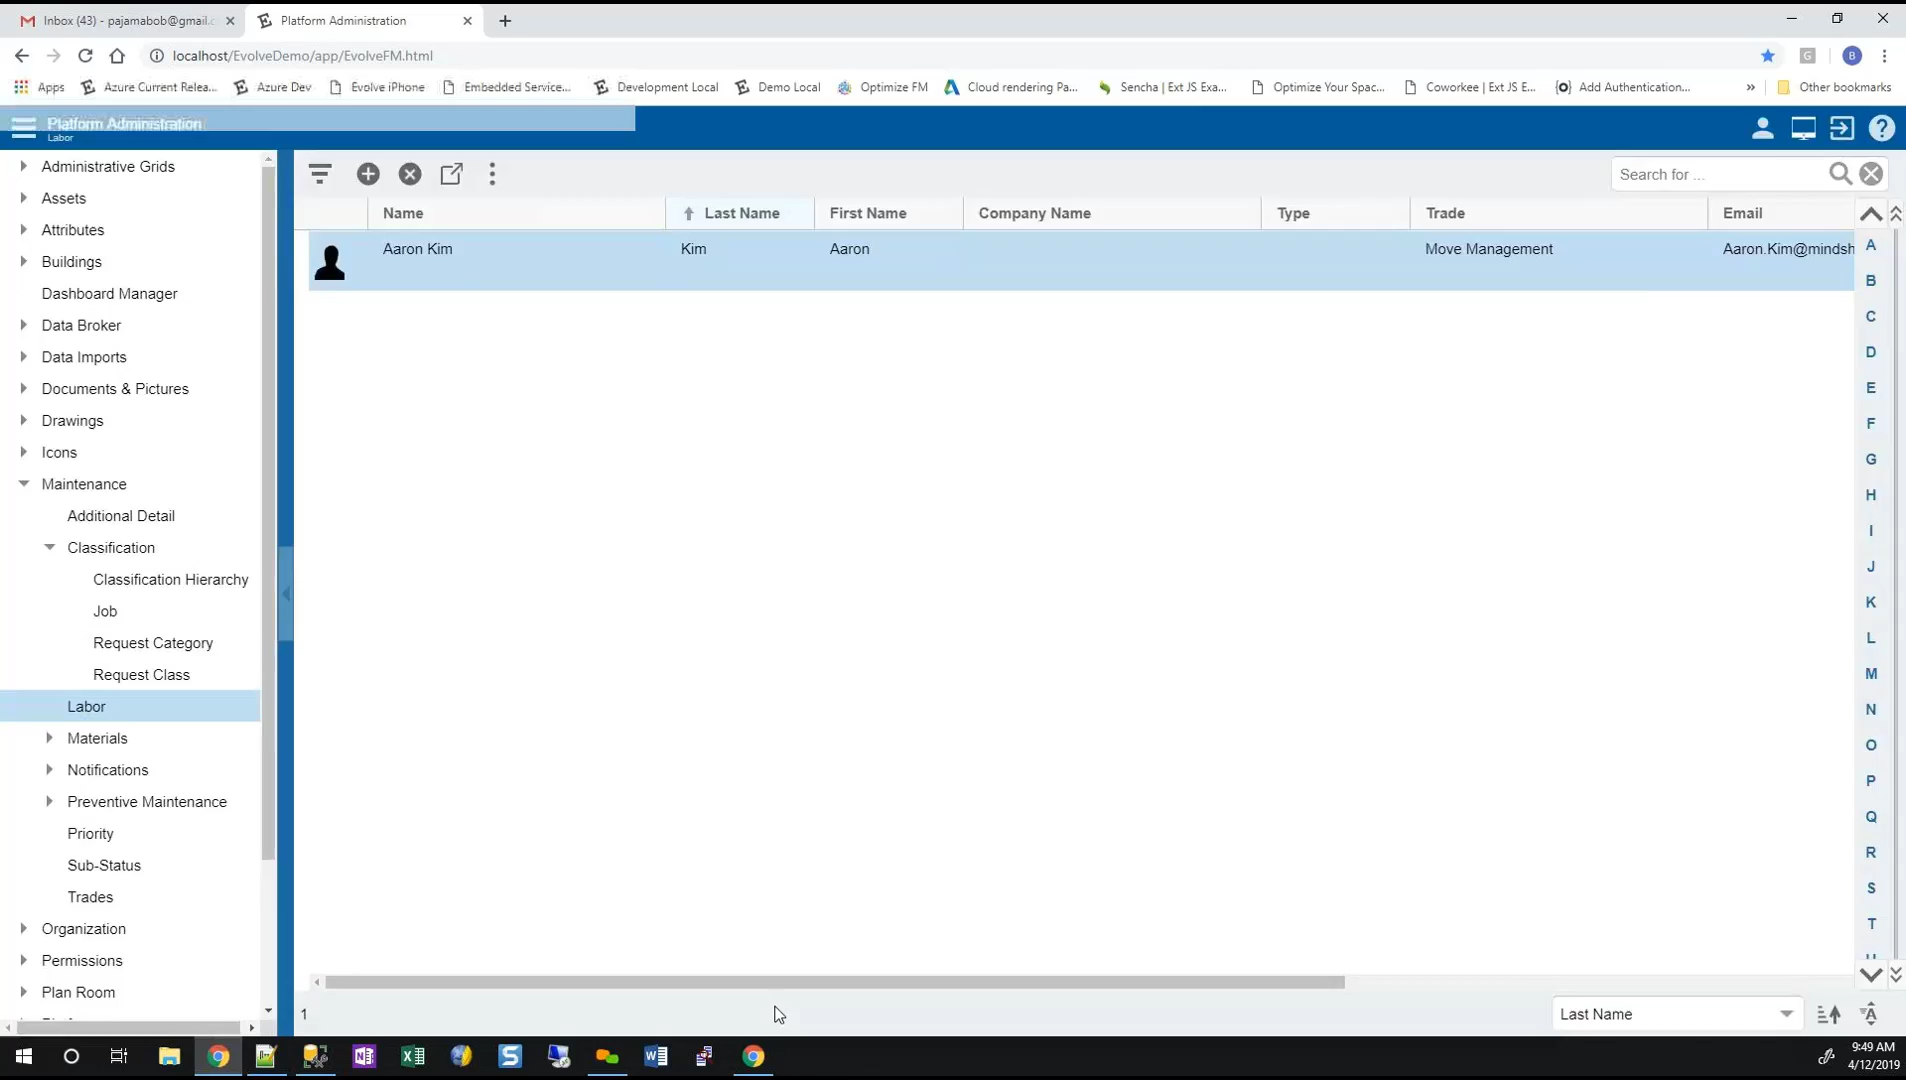 Inbox (43) - pajamabob@gmail.c
Platform Administration
localhost/EvolveDemo/app/EvolveFM.html
G
B
Apps
Azure Current Relea...
Azure Dev
Evolve iPhone
Embedded Service...
Development Local
Demo Local
Optimize FM
Cloud rendering Pa...
Sencha | Ext JS Exa...
Optimize Your Spac...
Coworkee | Ext JS E...
Add Authentication...
»
Other bookmarks
Platform Administration
Labor
Administrative Grids
Assets
Attributes
Buildings
Dashboard Manager
Data Broker
Data Imports
Documents & Pictures
Drawings
Icons
Maintenance
Additional Detail
Classification
Classification Hierarchy
Job
Request Category
Request Class
Labor
Materials
Notifications
Preventive Maintenance
Priority
Sub-Status
Trades
Organization
Permissions
Plan Room
Search for ...
Name
Last Name
First Name
Company Name
Type
Trade
Email
Aaron Kim
Kim
Aaron
Move Management
Aaron.Kim@mindsh
A
B
C
D
E
F
G
H
I
J
K
L
M
N
O
P
Q
R
S
T
1
Last Name
9:49 AM
4/12/2019